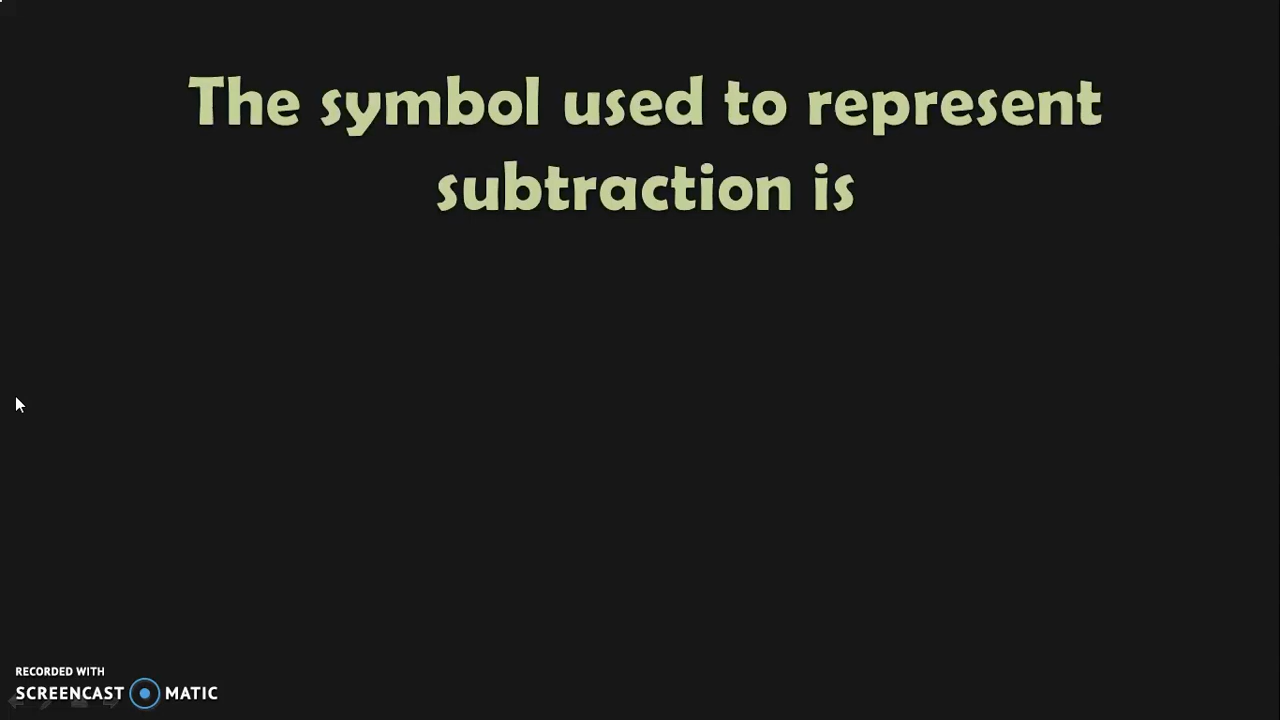 The symbol used to represent
subtraction is
RECORDED WITH
SCREENCAST MATIC